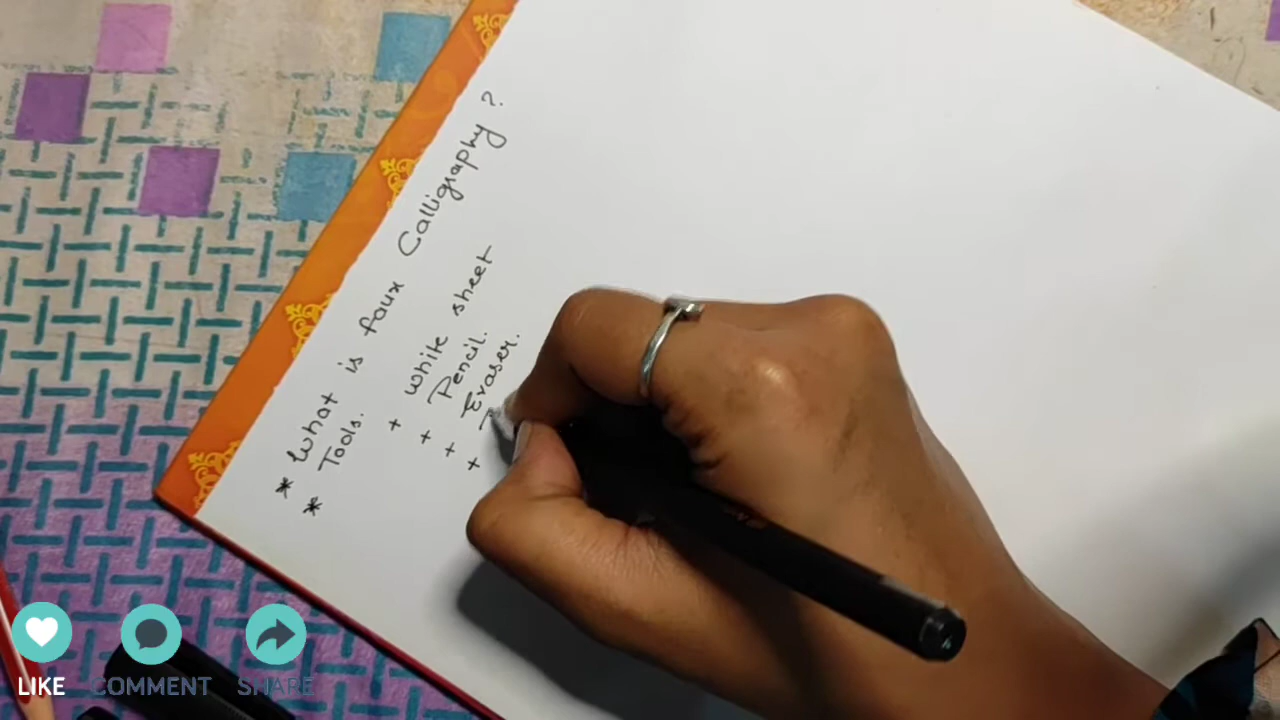 * What is faux Calligraphy ?
* Tools.
+ White sheet
+ Pencil.
+ Eraser.
+
LIKE
COMMENT
SHARE